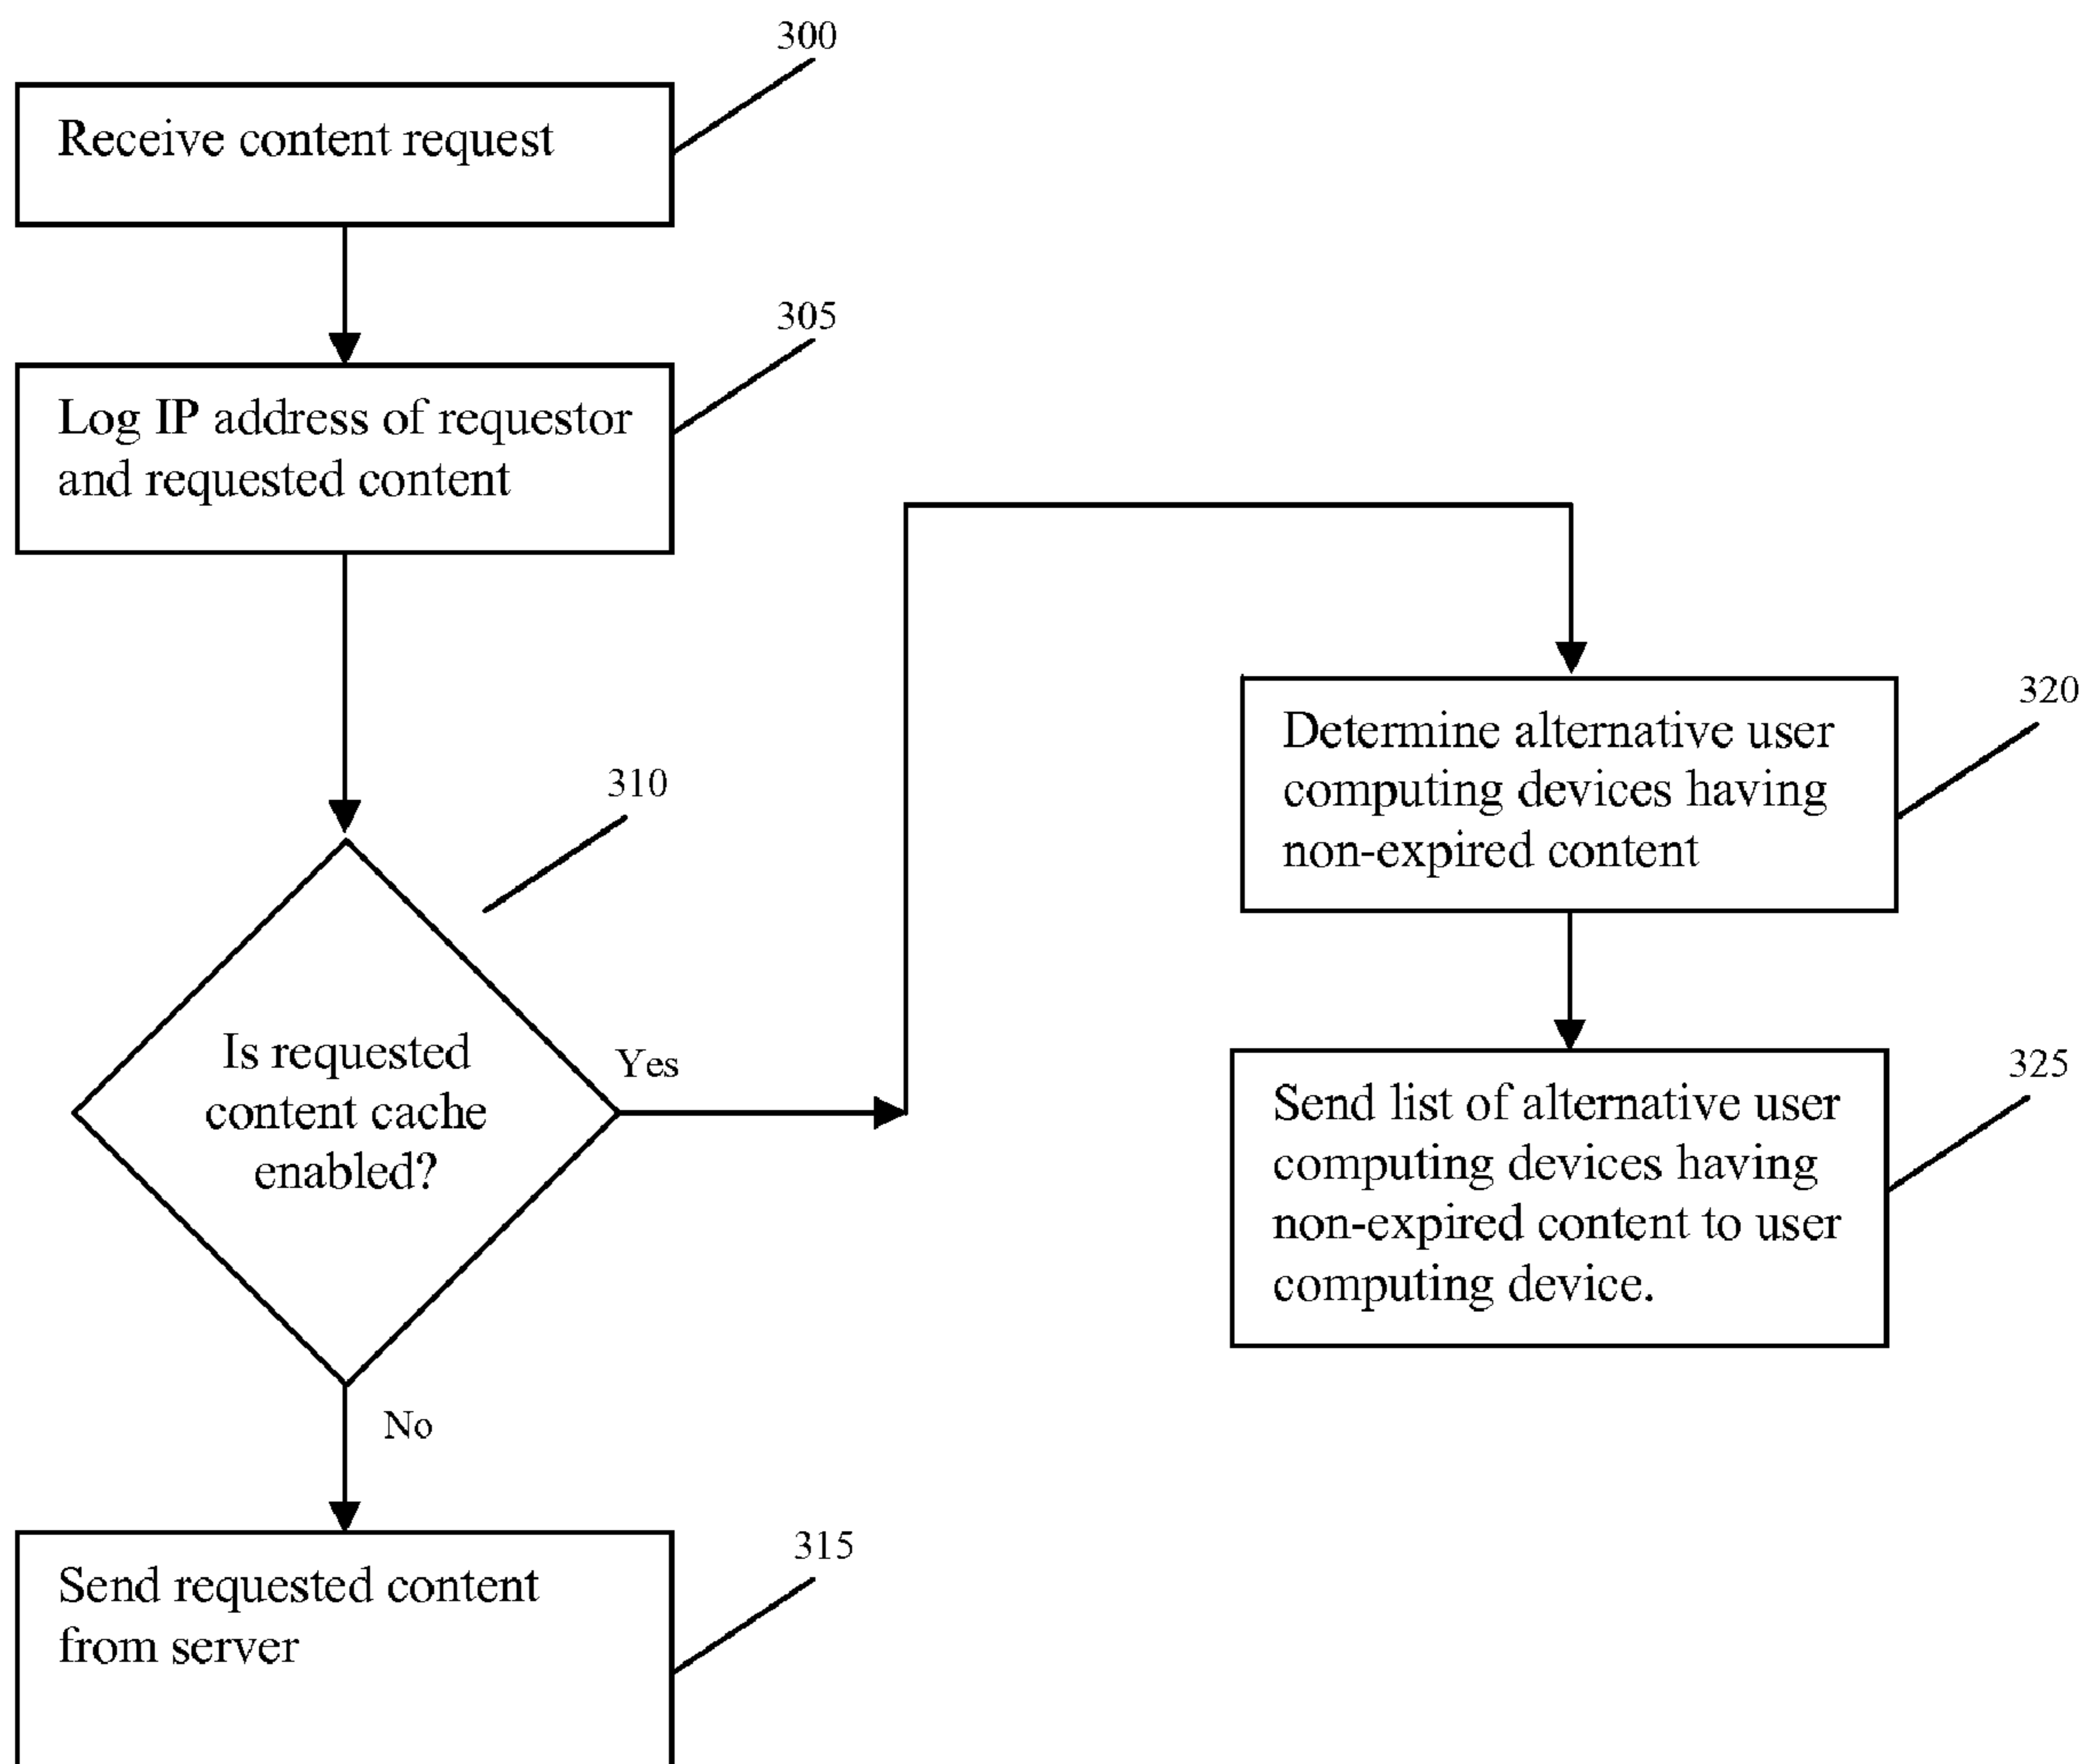 300
Receive content request
305
Log IP address of requestor
and requested content
310
Is requested
content cache
enabled?
Yes
No
315
Send requested content
from server
320
Determine alternative user
computing devices having
non-expired content
325
Send list of alternative user
computing devices having
non-expired content to user
computing device.